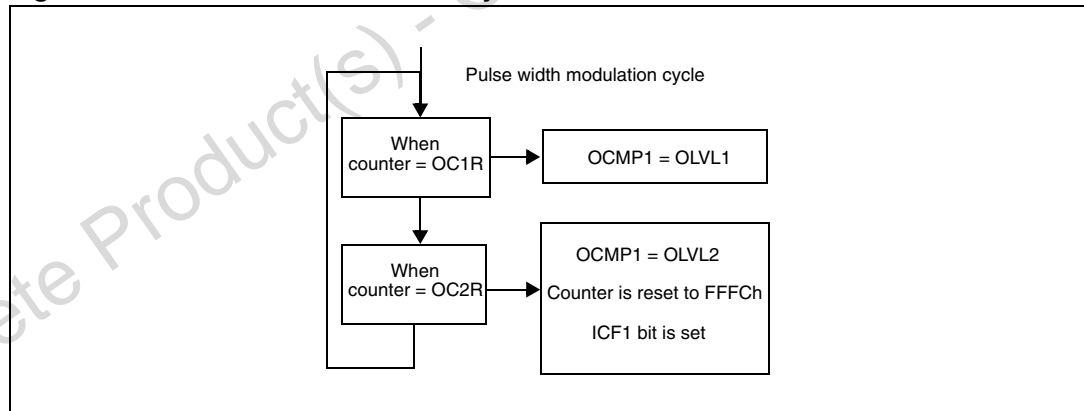 Pulse width modulation cycle
When
counter = OC1R
OCMP1 = OLVL1
When
counter = OC2R
OCMP1 = OLVL2
Counter is reset to FFFCh
ICF1 bit is set
Product(s) -